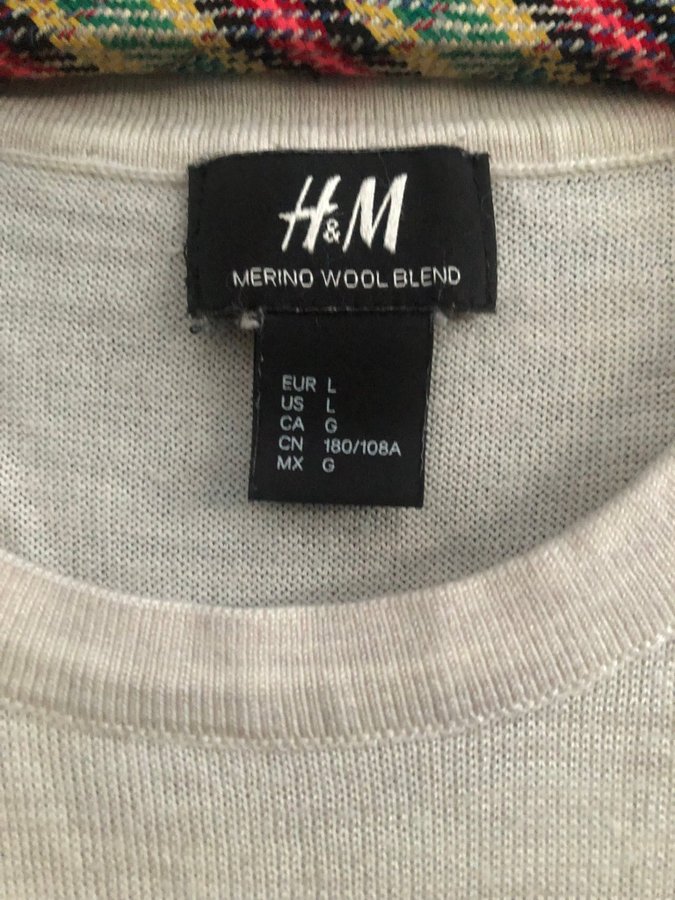 H&M
MERINO WOOL BLEND
EUR L
US L
CA G
CN 180/108A
MX G